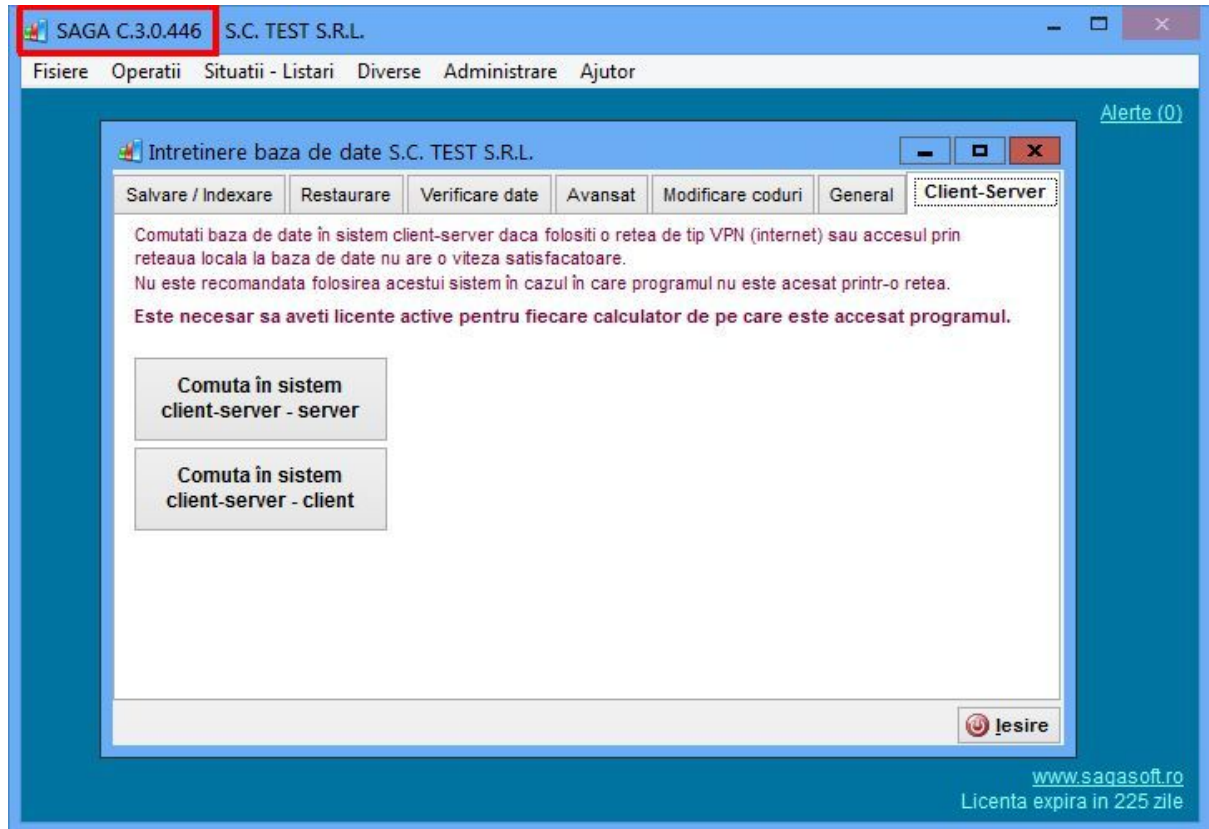 SAGA C.3.0.446 S.C. TEST S.R.L.
Fisiere Operatii Situatii - Listari Diverse Administrare Ajutor
Alerte (0)
Intretinere baza de date S.C. TEST S.R.L.
Salvare / Indexare Restaurare Verificare date Avansat Modificare coduri General Client-Server
Comutati baza de date în sistem client-server daca folositi o retea de tip VPN (internet) sau accesul prin
reteaua locala la baza de date nu are o viteza satisfacatoare.
Nu este recomandata folosirea acestui sistem în cazul în care programul nu este acesat printr-o retea.
Este necesar sa aveti licente active pentru fiecare calculator de pe care este accesat programul.
Comuta în sistem
client-server - server
Comuta în sistem
client-server - client
Iesire
www.sagasoft.ro
Licenta expira in 225 zile